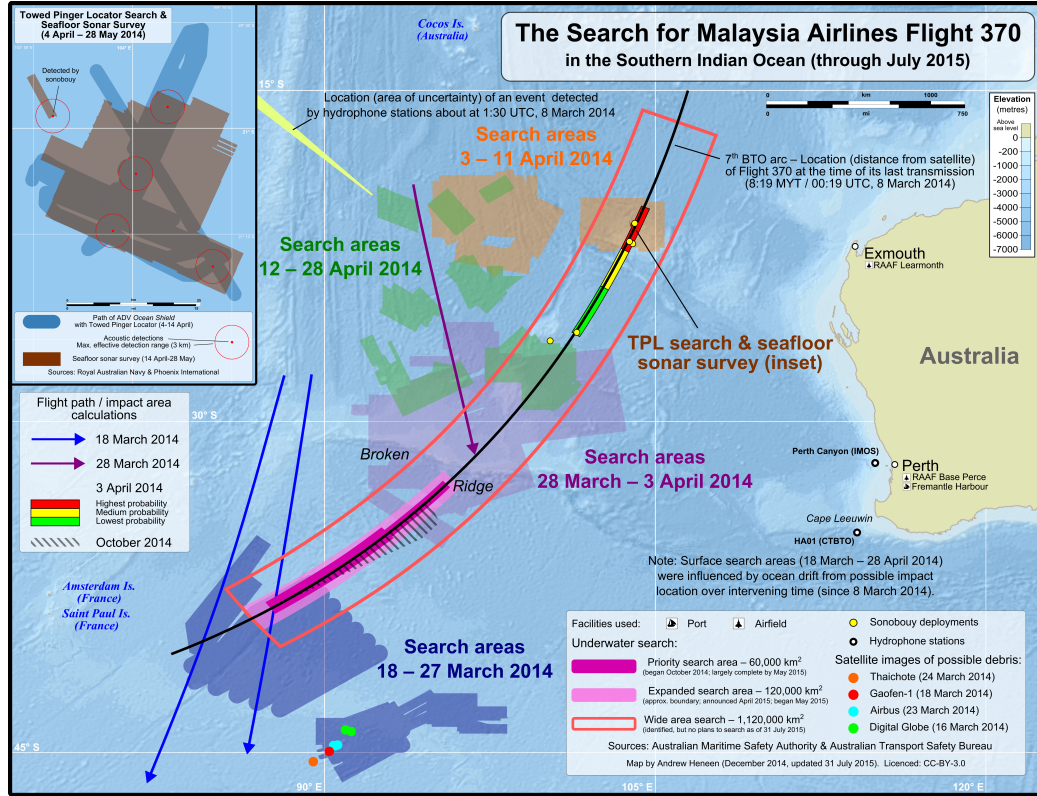 Towed Pinger Locator Search &
Seafloor Sonar Survey
(4 April – 28 May 2014)
104° E
Detected by
sonobouy
21° S
km
mi
Path of ADV Ocean Shield
with Towed Pinger Locator (4-14 April)
Acoustic detections
Max. effective detection range (3 km)
Seafloor sonar survey (14 April-28 May)
Sources: Royal Australian Navy & Phoenix International
Cocos Is.
(Australia)
The Search for Malaysia Airlines Flight 370
in the Southern Indian Ocean (through July 2015)
15° S
Location (area of uncertainty) of an event detected
by hydrophone stations about at 1:30 UTC, 8 March 2014
0 km 1000
0 mi 750
Elevation
(metres)
Above
sea level
0
-200
-1000
-2000
-3000
-4000
-5000
-6000
-7000
Search areas
3 – 11 April 2014
7th BTO arc – Location (distance from satellite)
of Flight 370 at the time of its last transmission
(8:19 MYT / 00:19 UTC, 8 March 2014)
Search areas
12 – 28 April 2014
Exmouth
RAAF Learmonth
TPL search & seafloor
sonar survey (inset)
Australia
Flight path / impact area
calculations
18 March 2014
28 March 2014
3 April 2014
Highest probability
Medium probability
Lowest probability
October 2014
30° S
Broken
Ridge
Search areas
28 March – 3 April 2014
Perth Canyon (IMOS)
Perth
RAAF Base Perce
Fremantle Harbour
Cape Leeuwin
HA01 (CTBTO)
Note: Surface search areas (18 March – 28 April 2014)
were influenced by ocean drift from possible impact
location over intervening time (since 8 March 2014).
Amsterdam Is.
(France)
Saint Paul Is.
(France)
Search areas
18 – 27 March 2014
Facilities used: Port Airfield
Underwater search:
Priority search area – 60,000 km2
(began October 2014; largely complete by May 2015)
Expanded search area – 120,000 km2
(approx. boundary; announced April 2015; began May 2015)
Wide area search – 1,120,000 km2
(identified, but no plans to search as of 31 July 2015)
Sonobouy deployments
Hydrophone stations
Satellite images of possible debris:
Thaichote (24 March 2014)
Gaofen-1 (18 March 2014)
Airbus (23 March 2014)
Digital Globe (16 March 2014)
Sources: Australian Maritime Safety Authority & Australian Transport Safety Bureau
Map by Andrew Heneen (December 2014, updated 31 July 2015). Licenced: CC-BY-3.0
45° S
90° E
105° E
120° E